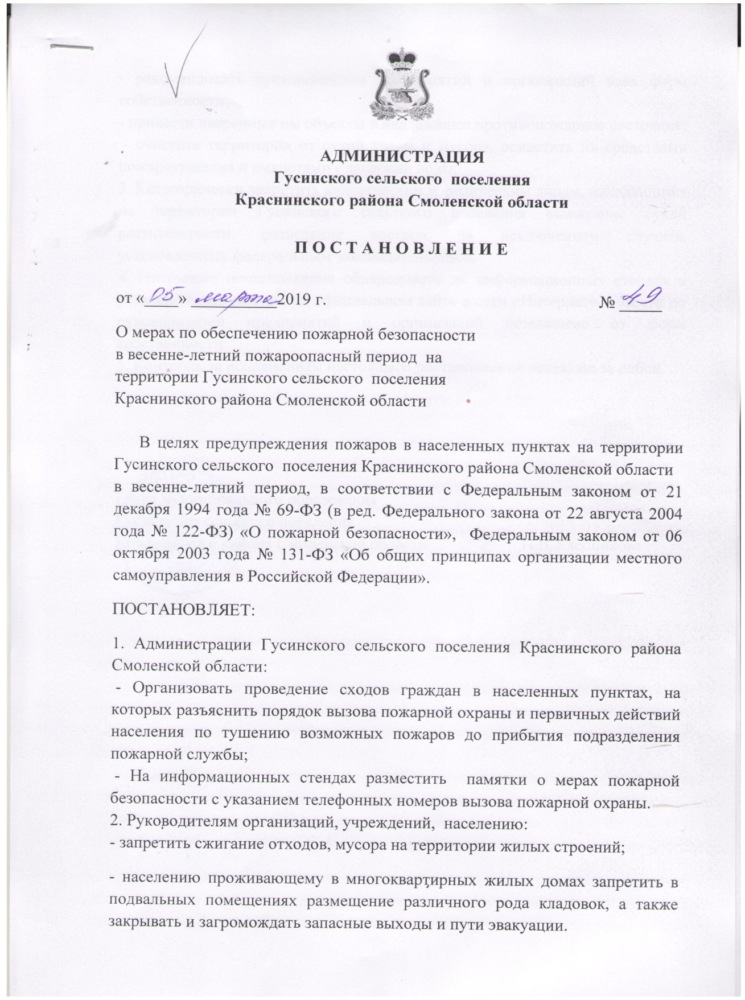 АДМИНИСТРАЦИЯ
Гусинского сельского поселения
Краснинского района Смоленской области
П О С Т А Н О В Л Е Н И Е
от «05» марта 2019 г. № 49
О мерах по обеспечению пожарной безопасности
в весенне-летний пожароопасный период на
территории Гусинского сельского поселения
Краснинского района Смоленской области
В целях предупреждения пожаров в населенных пунктах на территории
Гусинского сельского поселения Краснинского района Смоленской области
в весенне-летний период, в соответствии с Федеральным законом от 21
декабря 1994 года № 69-ФЗ (в ред. Федерального закона от 22 августа 2004
года № 122-ФЗ) «О пожарной безопасности», Федеральным законом от 06
октября 2003 года № 131-ФЗ «Об общих принципах организации местного
самоуправления в Российской Федерации».
ПОСТАНОВЛЯЕТ:
1. Администрации Гусинского сельского поселения Краснинского района
Смоленской области:
- Организовать проведение сходов граждан в населенных пунктах, на
которых разъяснить порядок вызова пожарной охраны и первичных действий
населения по тушению возможных пожаров до прибытия подразделения
пожарной службы;
- На информационных стендах разместить памятки о мерах пожарной
безопасности с указанием телефонных номеров вызова пожарной охраны.
2. Руководителям организаций, учреждений, населению:
- запретить сжигание отходов, мусора на территории жилых строений;
- населению проживающему в многоквартирных жилых домах запретить в
подвальных помещениях размещение различного рода кладовок, а также
закрывать и загромождать запасные выходы и пути эвакуации.